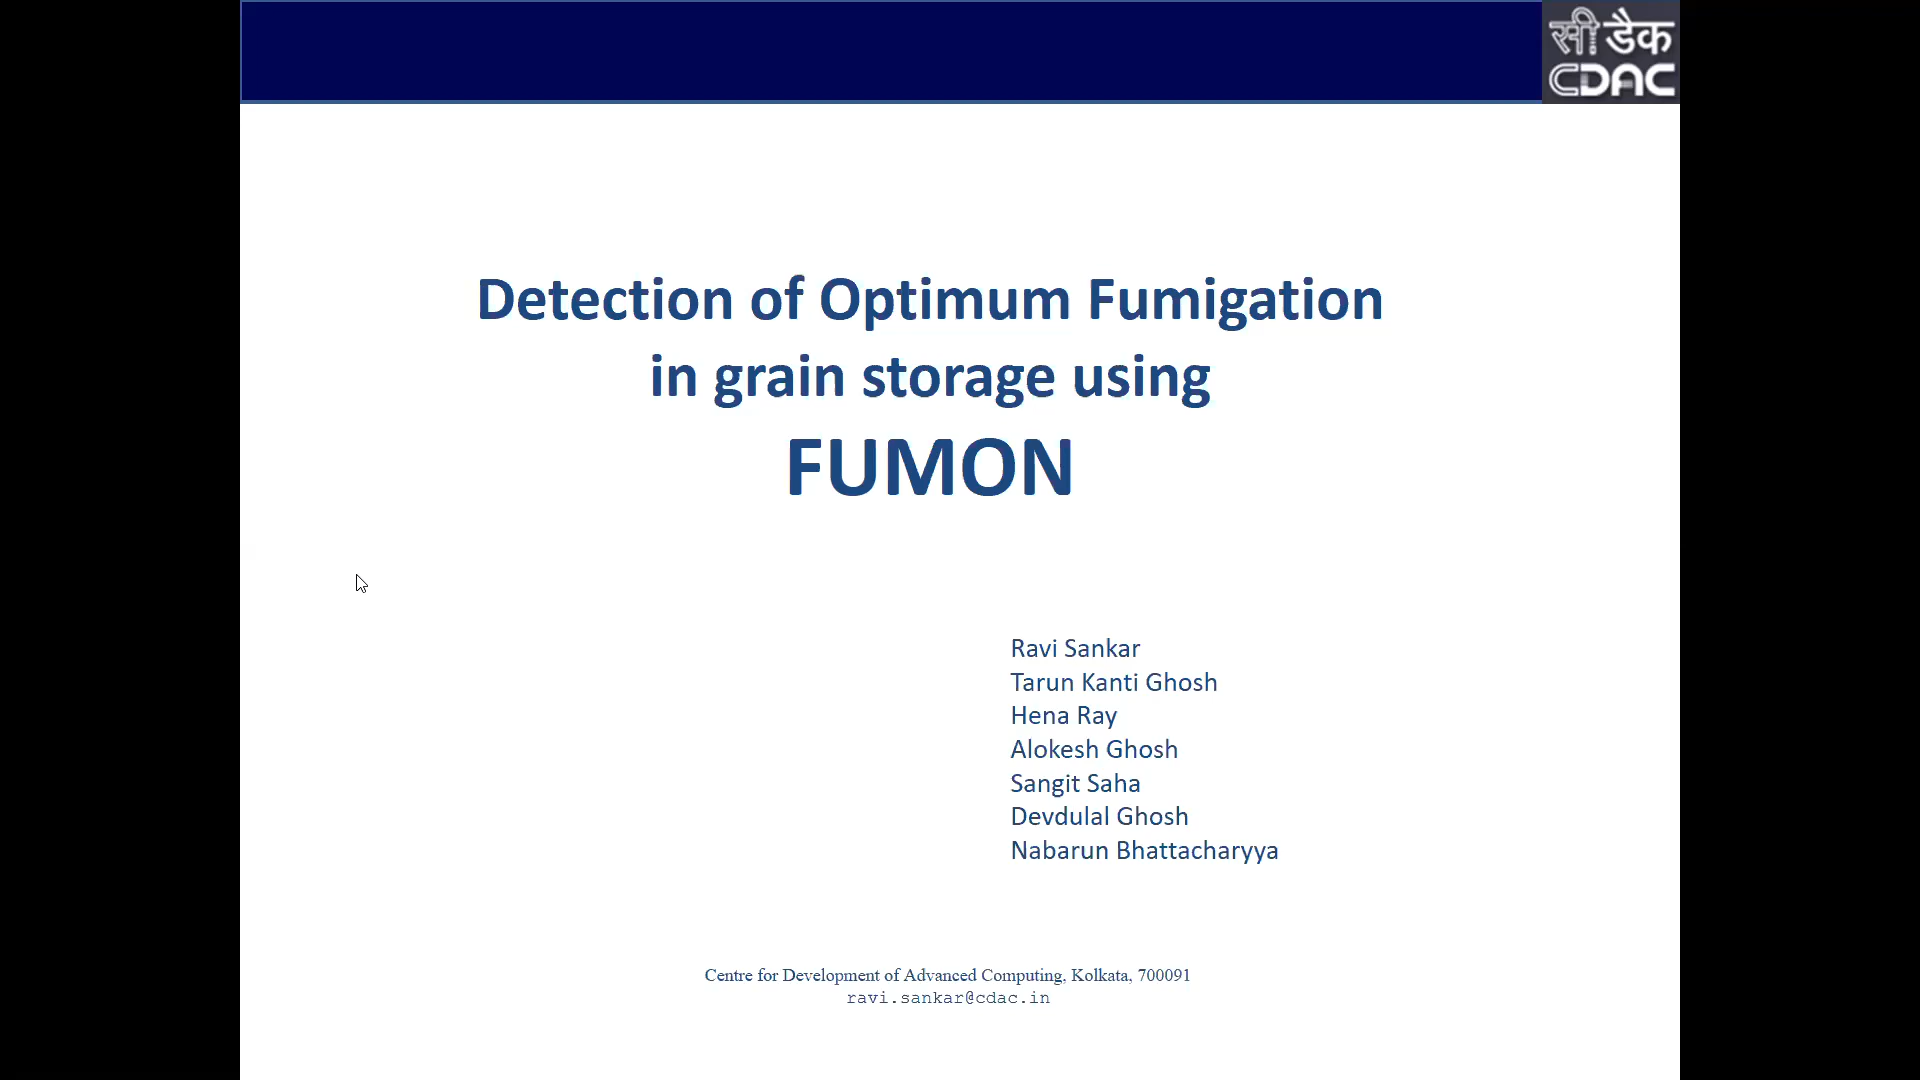 सी डैक
CDAC
Detection of Optimum Fumigation
in grain storage using
FUMON
Ravi Sankar
Tarun Kanti Ghosh
Hena Ray
Alokesh Ghosh
Sangit Saha
Devdulal Ghosh
Nabarun Bhattacharyya
Centre for Development of Advanced Computing, Kolkata, 700091
ravi.sankar@cdac.in